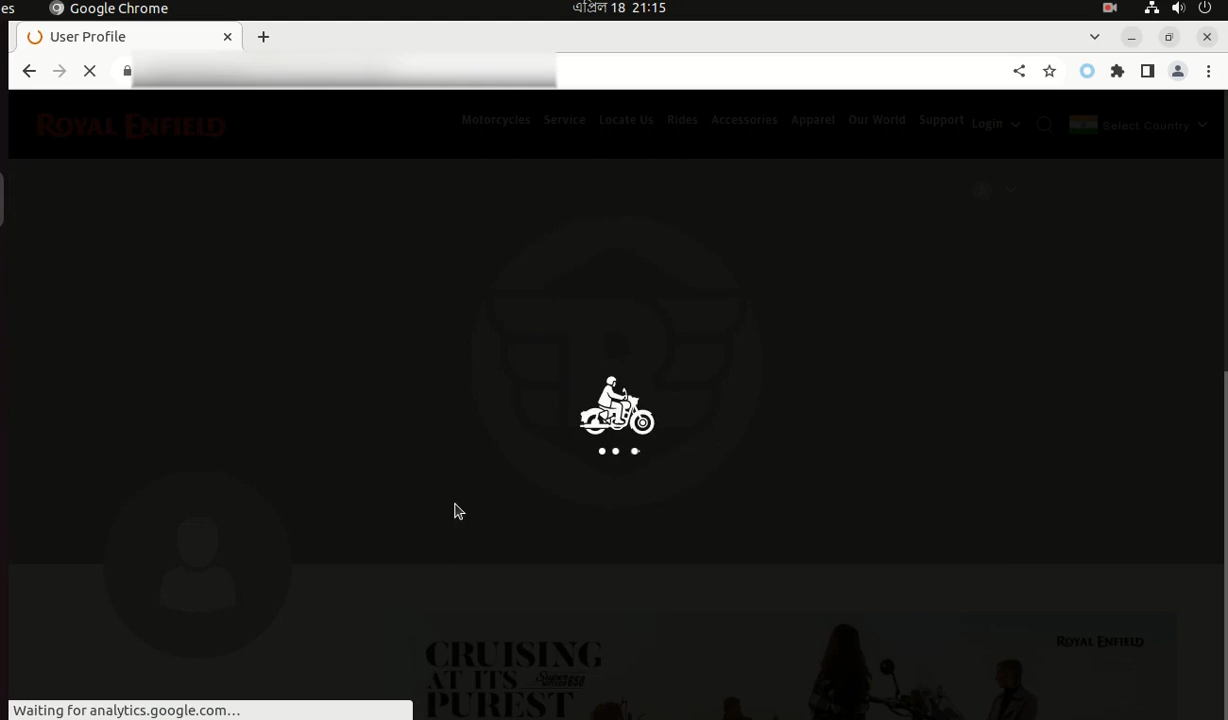 es Google Chrome এপ্রিল 18 21:15
User Profile
ROYAL ENFIELD Motorcycles Service Locate Us Rides Accessories Apparel Our World Support Login Select Country
CRUISING ROYAL ENFIELD
AT ITS
PUREST
Waiting for analytics.google.com...